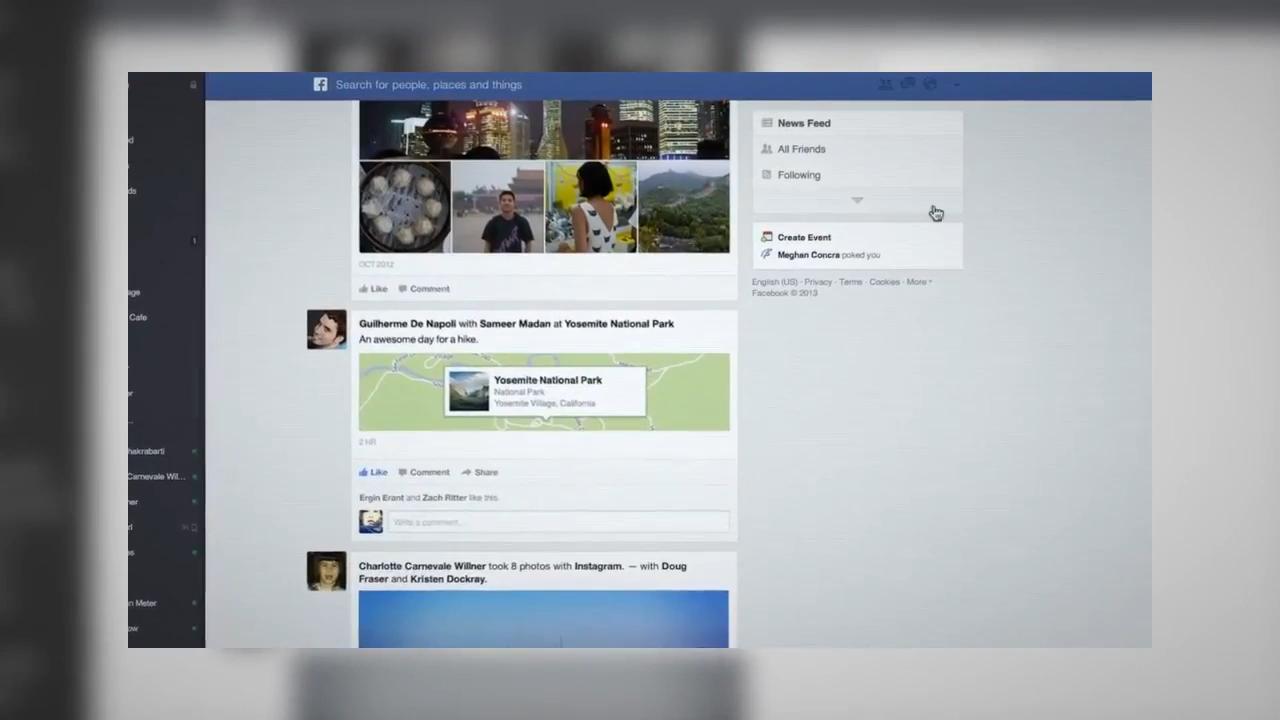 Search for people, places and things
Cafe
hakrabarti
Carnevale Wil...
n Meter
OCT 2012
Like Comment
Guilherme De Napoli with Sameer Madan at Yosemite National Park
An awesome day for a hike.
Yosemite National Park
National Park
Yosemite Village, California
2 HR
Like Comment Share
Ergin Erant and Zach Ritter like this.
Write a comment...
Charlotte Carnevale Willner took 8 photos with Instagram. — with Doug
Fraser and Kristen Dockray.
News Feed
All Friends
Following
Create Event
Meghan Concra poked you
English (US) · Privacy · Terms · Cookies · More
Facebook © 2013